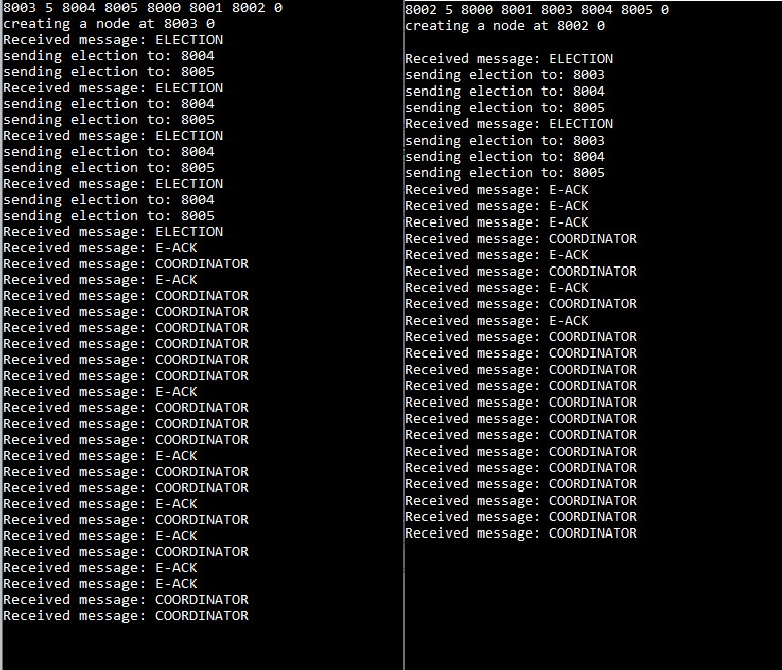 8003 5 8004 8005 8000 8001 8002 0
creating a node at 8003 0
Received message: ELECTION
sending election to: 8004
sending election to: 8005
Received message: ELECTION
sending election to: 8004
sending election to: 8005
Received message: ELECTION
sending election to: 8004
sending election to: 8005
Received message: ELECTION
sending election to: 8004
sending election to: 8005
Received message: ELECTION
Received message: E-ACK
Received message: COORDINATOR
Received message: E-ACK
Received message: COORDINATOR
Received message: COORDINATOR
Received message: COORDINATOR
Received message: COORDINATOR
Received message: COORDINATOR
Received message: COORDINATOR
Received message: E-ACK
Received message: COORDINATOR
Received message: COORDINATOR
Received message: COORDINATOR
Received message: E-ACK
Received message: COORDINATOR
Received message: COORDINATOR
Received message: E-ACK
Received message: COORDINATOR
Received message: E-ACK
Received message: COORDINATOR
Received message: E-ACK
Received message: E-ACK
Received message: COORDINATOR
Received message: COORDINATOR
8002 5 8000 8001 8003 8004 8005 0
creating a node at 8002 0
Received message: ELECTION
sending election to: 8003
sending election to: 8004
sending election to: 8005
Received message: ELECTION
sending election to: 8003
sending election to: 8004
sending election to: 8005
Received message: E-ACK
Received message: E-ACK
Received message: E-ACK
Received message: COORDINATOR
Received message: E-ACK
Received message: COORDINATOR
Received message: E-ACK
Received message: COORDINATOR
Received message: E-ACK
Received message: COORDINATOR
Received message: COORDINATOR
Received message: COORDINATOR
Received message: COORDINATOR
Received message: COORDINATOR
Received message: COORDINATOR
Received message: COORDINATOR
Received message: COORDINATOR
Received message: COORDINATOR
Received message: COORDINATOR
Received message: COORDINATOR
Received message: COORDINATOR
Received message: COORDINATOR